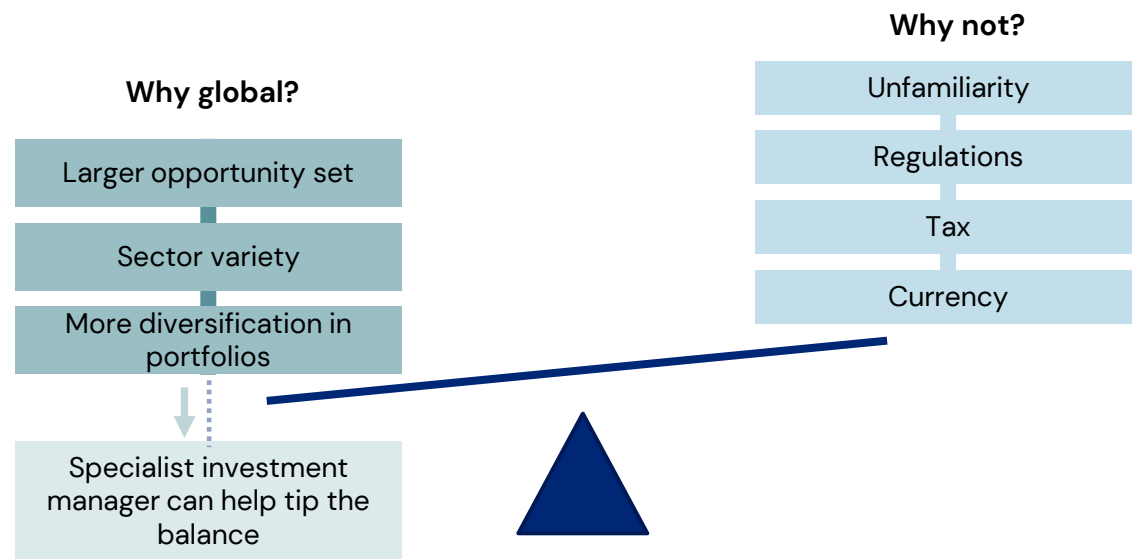 Why global?
Larger opportunity set
Sector variety
More diversification in
portfolios
Specialist investment
manager can help tip the
balance
Why not?
Unfamiliarity
Regulations
Tax
Currency